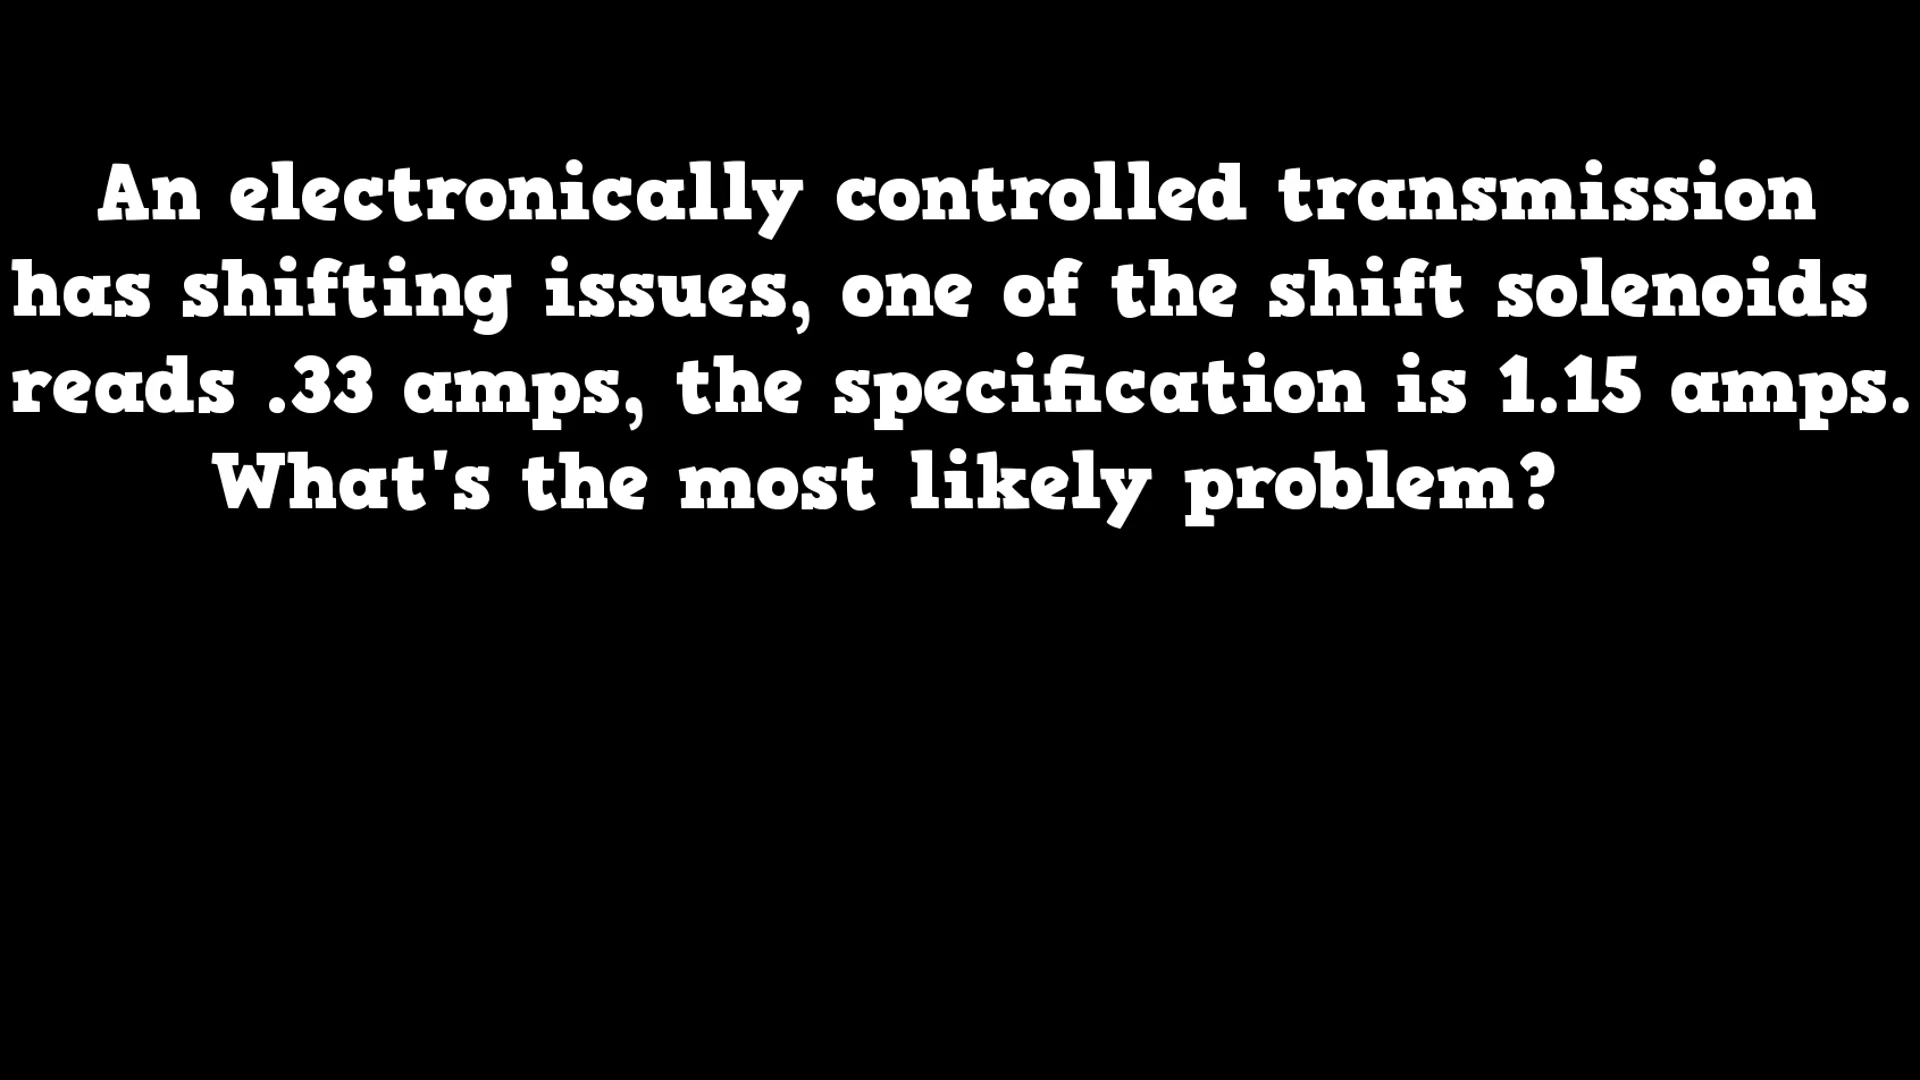 An electronically controlled transmission
has shifting issues, one of the shift solenoids
reads .33 amps, the specification is 1.15 amps.
What's the most likely problem?